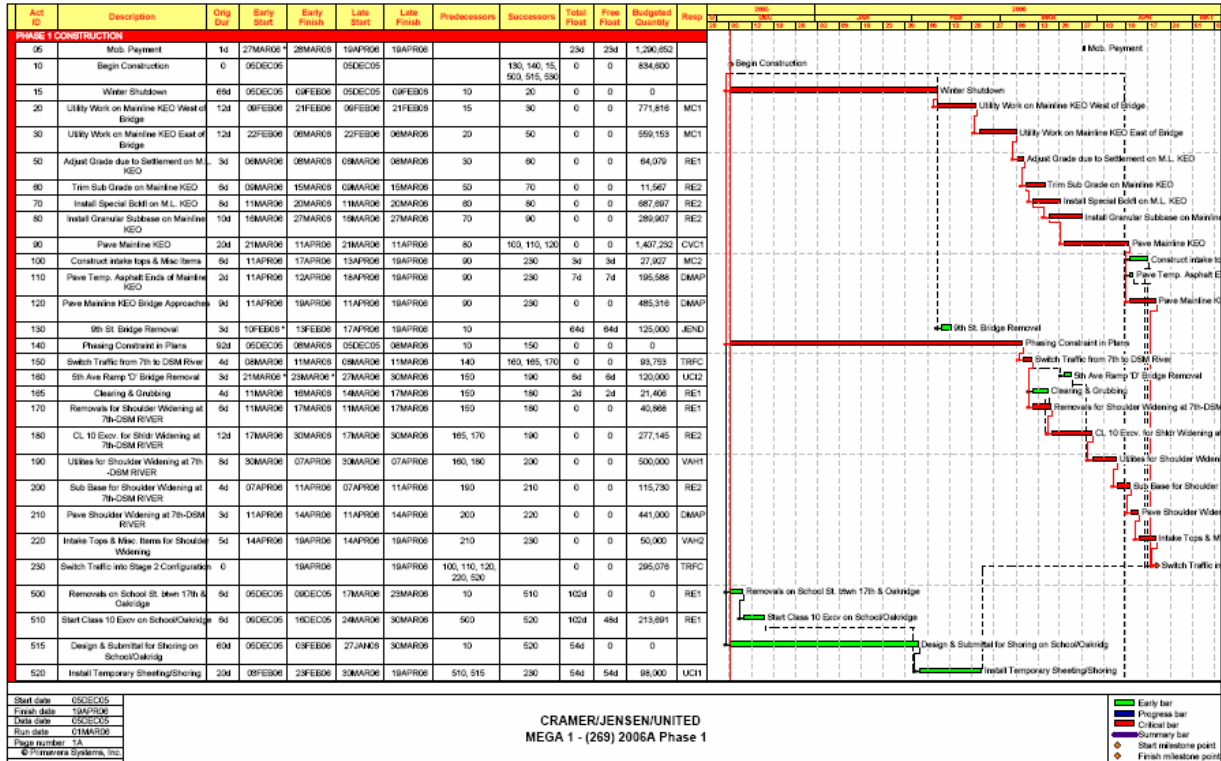 Act ID Description Orig Dur Early Start Early Finish Late Start Late Finish Predecessors Successors Total Float Free Float Budgeted Quantity Resp
2005 2006
DEC JAN FEB MAR APR MAY
PHASE 1 CONSTRUCTION
05 Mob. Payment 1d 27MAR06 * 28MAR06 19APR06 19APR06 23d 23d 1,290,652 Mob. Payment
10 Begin Construction 0 05DEC05 05DEC05 130, 140, 15, 500, 515, 530 0 0 834,600 Begin Construction
15 Winter Shutdown 66d 05DEC05 09FEB06 05DEC05 09FEB06 10 20 0 0 0 Winter Shutdown
20 Utility Work on Mainline KEO West of Bridge 12d 09FEB06 21FEB06 09FEB06 21FEB06 15 30 0 0 771,816 MC1 Utility Work on Mainline KEO West of Bridge
30 Utility Work on Mainline KEO East of Bridge 12d 22FEB06 06MAR06 22FEB06 06MAR06 20 50 0 0 559,153 MC1 Utility Work on Mainline KEO East of Bridge
50 Adjust Grade due to Settlement on M.L. KEO 3d 06MAR06 08MAR06 06MAR06 08MAR06 30 60 0 0 64,079 RE1 Adjust Grade due to Settlement on M.L. KEO
60 Trim Sub Grade on Mainline KEO 6d 09MAR06 15MAR06 09MAR06 15MAR06 50 70 0 0 11,567 RE2 Trim Sub Grade on Mainline KEO
70 Install Special Bckfl on M.L. KEO 8d 11MAR06 20MAR06 11MAR06 20MAR06 60 80 0 0 687,697 RE2 Install Special Bckfl on M.L. KEO
80 Install Granular Subbase on Mainline KEO 10d 16MAR06 27MAR06 16MAR06 27MAR06 70 90 0 0 289,907 RE2 Install Granular Subbase on Mainline
90 Pave Mainline KEO 20d 21MAR06 11APR06 21MAR06 11APR06 80 100, 110, 120 0 0 1,407,232 CVC1 Pave Mainline KEO
100 Construct intake tops & Misc Items 6d 11APR06 17APR06 13APR06 19APR06 90 230 3d 3d 27,927 MC2 Construct intake to
110 Pave Temp. Asphalt Ends of Mainline KEO 2d 11APR06 12APR06 18APR06 19APR06 90 230 7d 7d 195,588 DMAP Pave Temp. Asphalt E
120 Pave Mainline KEO Bridge Approaches 9d 11APR06 19APR06 11APR06 19APR06 90 230 0 0 485,316 DMAP Pave Mainline K
130 9th St. Bridge Removal 3d 10FEB06 * 13FEB06 17APR06 19APR06 10 64d 64d 125,000 JEND 9th St. Bridge Removal
140 Phasing Constraint in Plans 92d 05DEC05 08MAR06 05DEC05 08MAR06 10 150 0 0 0 Phasing Constraint in Plans
150 Switch Traffic from 7th to DSM River 4d 08MAR06 11MAR06 08MAR06 11MAR06 140 160, 165, 170 0 0 93,753 TRFC Switch Traffic from 7th to DSM River
160 5th Ave Ramp 'D' Bridge Removal 3d 21MAR06 * 23MAR06 * 27MAR06 30MAR06 150 190 6d 6d 120,000 UCI2 5th Ave Ramp 'D' Bridge Removal
165 Clearing & Grubbing 4d 11MAR06 16MAR06 14MAR06 17MAR06 150 180 2d 2d 21,406 RE1 Clearing & Grubbing
170 Removals for Shoulder Widening at 7th-DSM RIVER 6d 11MAR06 17MAR06 11MAR06 17MAR06 150 180 0 0 40,868 RE1 Removals for Shoulder Widening at 7th-DSM
180 CL 10 Excv. for Shldr Widening at 7th-DSM RIVER 12d 17MAR06 30MAR06 17MAR06 30MAR06 165, 170 190 0 0 277,145 RE2 CL 10 Excv. for Shldr Widening at
190 Utilites for Shoulder Widening at 7th -DSM RIVER 8d 30MAR06 07APR06 30MAR06 07APR06 160, 180 200 0 0 500,000 VAH1 Utilites for Shoulder Widen
200 Sub Base for Shoulder Widening at 7th-DSM RIVER 4d 07APR06 11APR06 07APR06 11APR06 190 210 0 0 115,730 RE2 Sub Base for Shoulder
210 Pave Shoulder Widening at 7th-DSM RIVER 3d 11APR06 14APR06 11APR06 14APR06 200 220 0 0 441,000 DMAP Pave Shoulder Wider
220 Intake Tops & Misc. Items for Shoulder Widening 5d 14APR06 19APR06 14APR06 19APR06 210 230 0 0 50,000 VAH2 Intake Tops & M
230 Switch Traffic into Stage 2 Configuration 0 19APR06 19APR06 100, 110, 120, 220, 520 0 0 295,076 TRFC Switch Traffic in
500 Removals on School St. btwn 17th & Oakridge 6d 05DEC05 09DEC05 17MAR06 23MAR06 10 510 102d 0 0 RE1 Removals on School St. btwn 17th & Oakridge
510 Start Class 10 Excv on School/Oakridge 6d 09DEC05 16DEC05 24MAR06 30MAR06 500 520 102d 48d 213,691 RE1 Start Class 10 Excv on School/Oakridge
515 Design & Submittal for Shoring on School/Oakridg 60d 05DEC05 03FEB06 27JAN06 30MAR06 10 520 54d 0 0 Design & Submittal for Shoring on School/Oakridg
520 Install Temporary Sheeting/Shoring 20d 03FEB06 23FEB06 30MAR06 19APR06 510, 515 230 54d 54d 98,000 UCI1 Install Temporary Sheeting/Shoring
Start date 05DEC05
Finish date 19APR06
Data date 05DEC05
Run date 01MAR06
Page number 1A
© Primavera Systems, Inc.
CRAMER/JENSEN/UNITED
MEGA 1 - (269) 2006A Phase 1
Early bar
Progress bar
Critical bar
Summary bar
Start milestone point
Finish milestone point